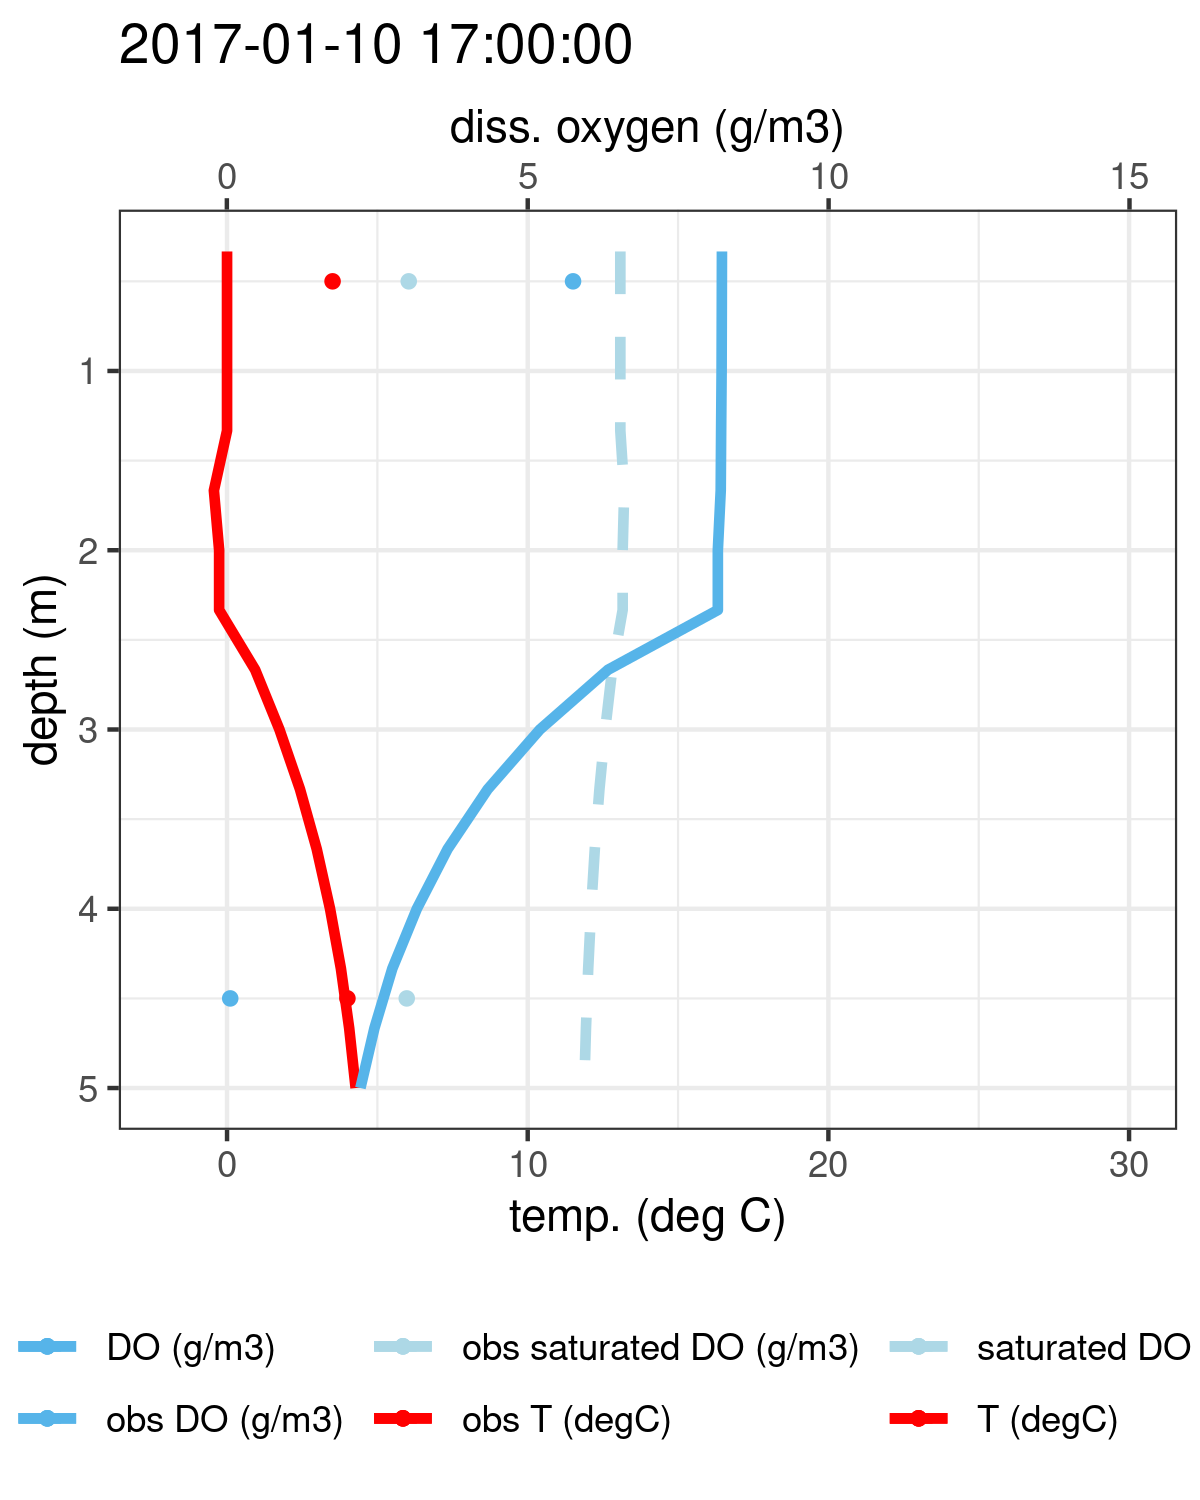 2017-01-10 17:00:00
diss. oxygen (g/m3)
0 5 10 15
depth (m)
1
2
3
4
5
0 10 20 30
temp. (deg C)
DO (g/m3) obs saturated DO (g/m3) saturated DO
obs DO (g/m3) obs T (degC) T (degC)